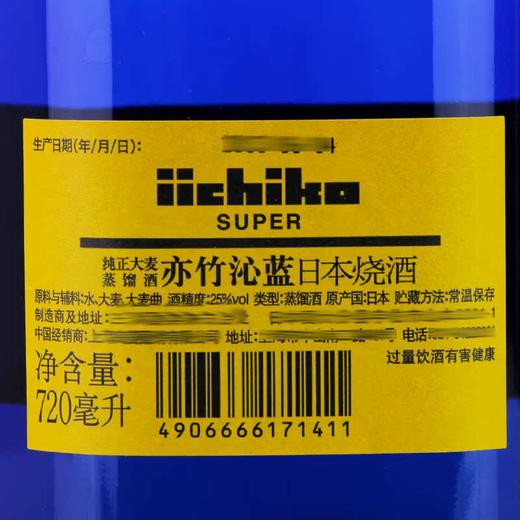 生产日期(年/月/日):
iichiko
SUPER
纯正大麦
蒸馏酒
亦竹沁蓝日本烧酒
原料与辅料:水、大麦、大麦曲 酒精度:25%vol 类型:蒸馏酒 原产国:日本 贮藏方法:常温保存
制造商及地址:
中国经销商: 地址: 电话:
净含量:
720毫升
过量饮酒有害健康
4906666171411